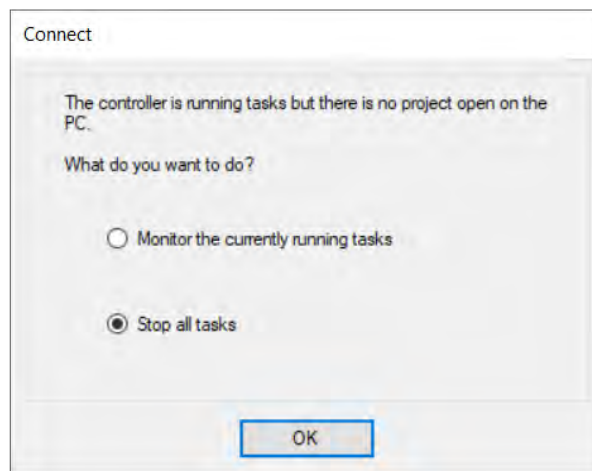 Connect
The controller is running tasks but there is no project open on the
PC.
What do you want to do?
Monitor the currently running tasks
Stop all tasks
OK